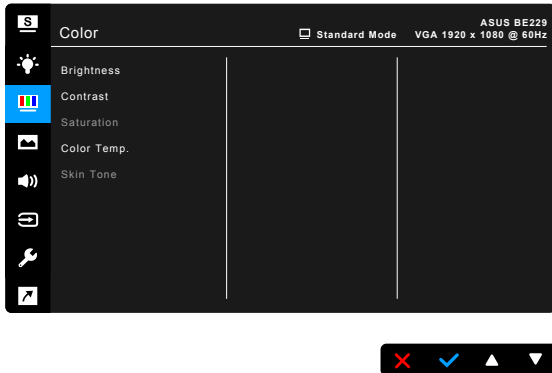 S
Color
Standard Mode
ASUS BE229
VGA 1920 x 1080 @ 60Hz
Brightness
Contrast
Saturation
Color Temp.
Skin Tone